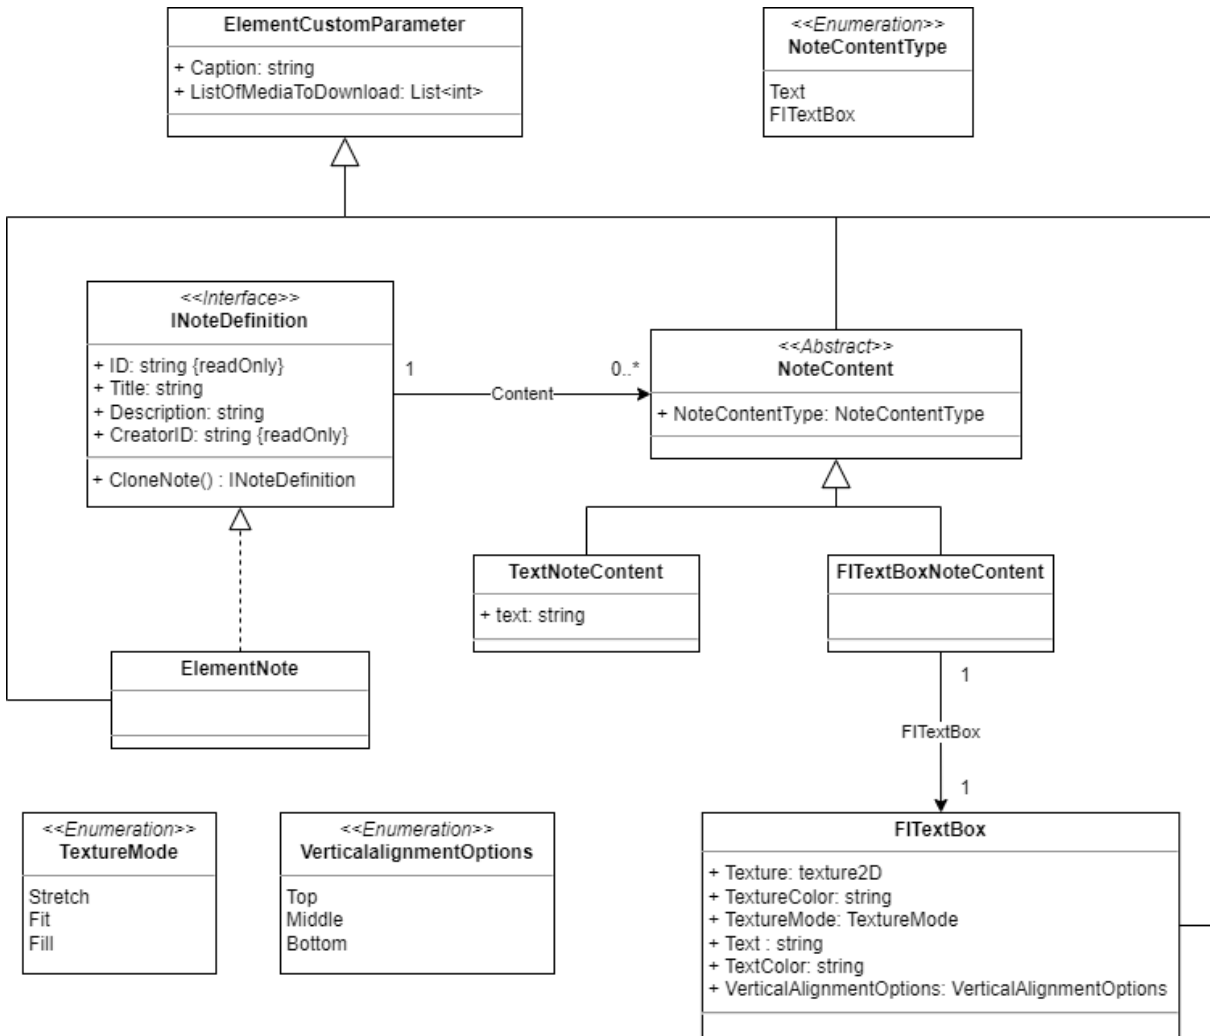 ElementCustomParameter
+ Caption: string
+ ListOfMediaToDownload: List<int>
<<Enumeration>>
NoteContentType
Text
FITextBox
<<Interface>>
INoteDefinition
+ ID: string {readOnly}
+ Title: string
+ Description: string
+ CreatorID: string {readOnly}
+ CloneNote() : INoteDefinition
1
Content
0..*
<<Abstract>>
NoteContent
+ NoteContentType: NoteContentType
TextNoteContent
+ text: string
FITextBoxNoteContent
1
FITextBox
1
ElementNote
<<Enumeration>>
TextureMode
Stretch
Fit
Fill
<<Enumeration>>
VerticalalignmentOptions
Top
Middle
Bottom
FITextBox
+ Texture: texture2D
+ TextureColor: string
+ TextureMode: TextureMode
+ Text : string
+ TextColor: string
+ VerticalAlignmentOptions: VerticalAlignmentOptions